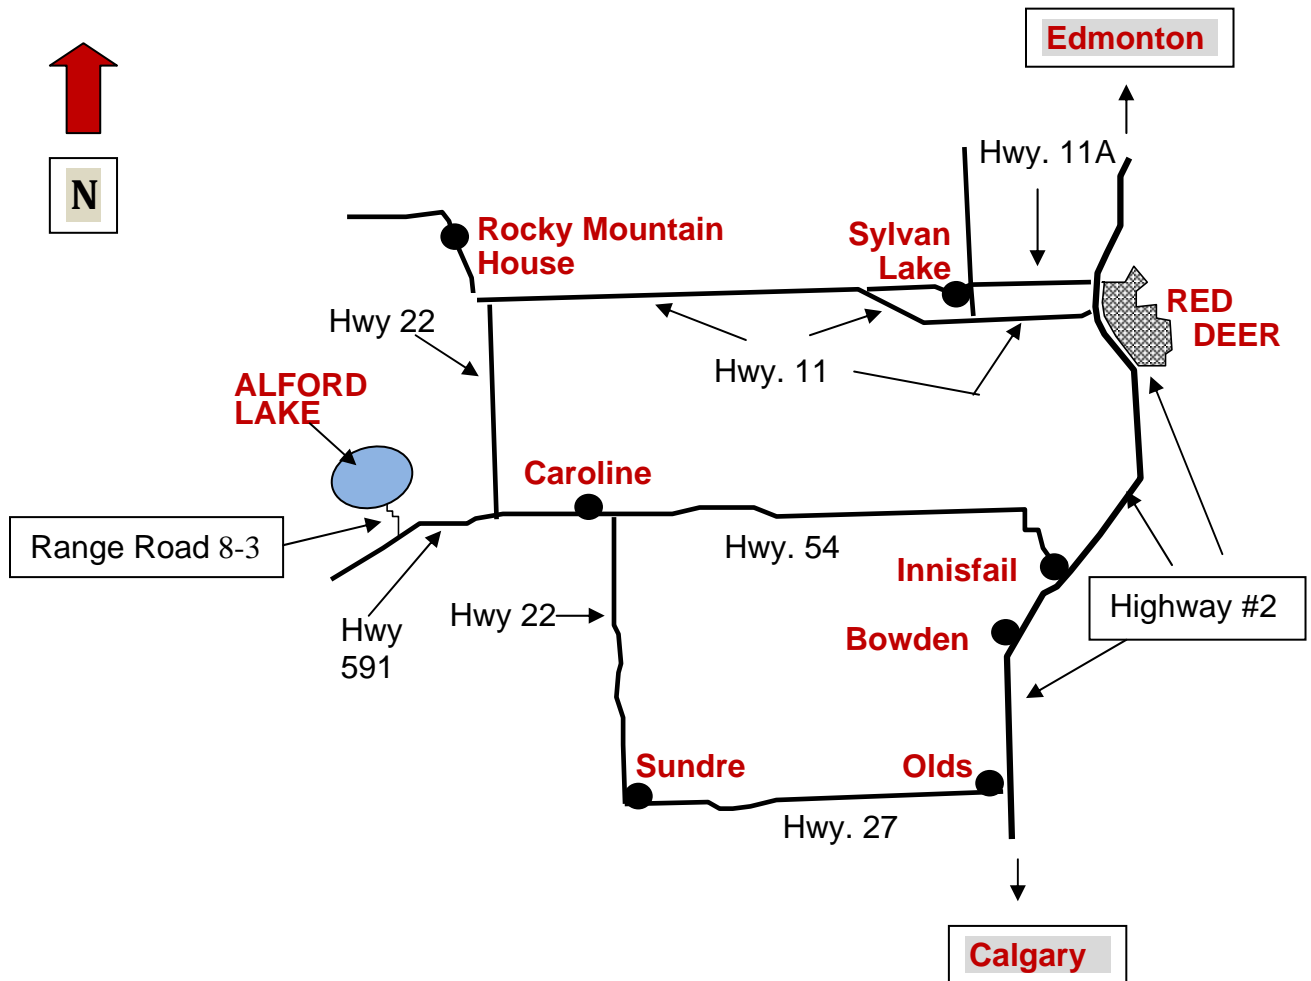 Edmonton
N
Hwy. 11A
Rocky Mountain
House
Sylvan
Lake
RED
DEER
Hwy 22
Hwy. 11
ALFORD
LAKE
Caroline
Range Road 8-3
Hwy. 54
Innisfail
Highway #2
Hwy 22
Hwy
591
Bowden
Sundre
Olds
Hwy. 27
Calgary